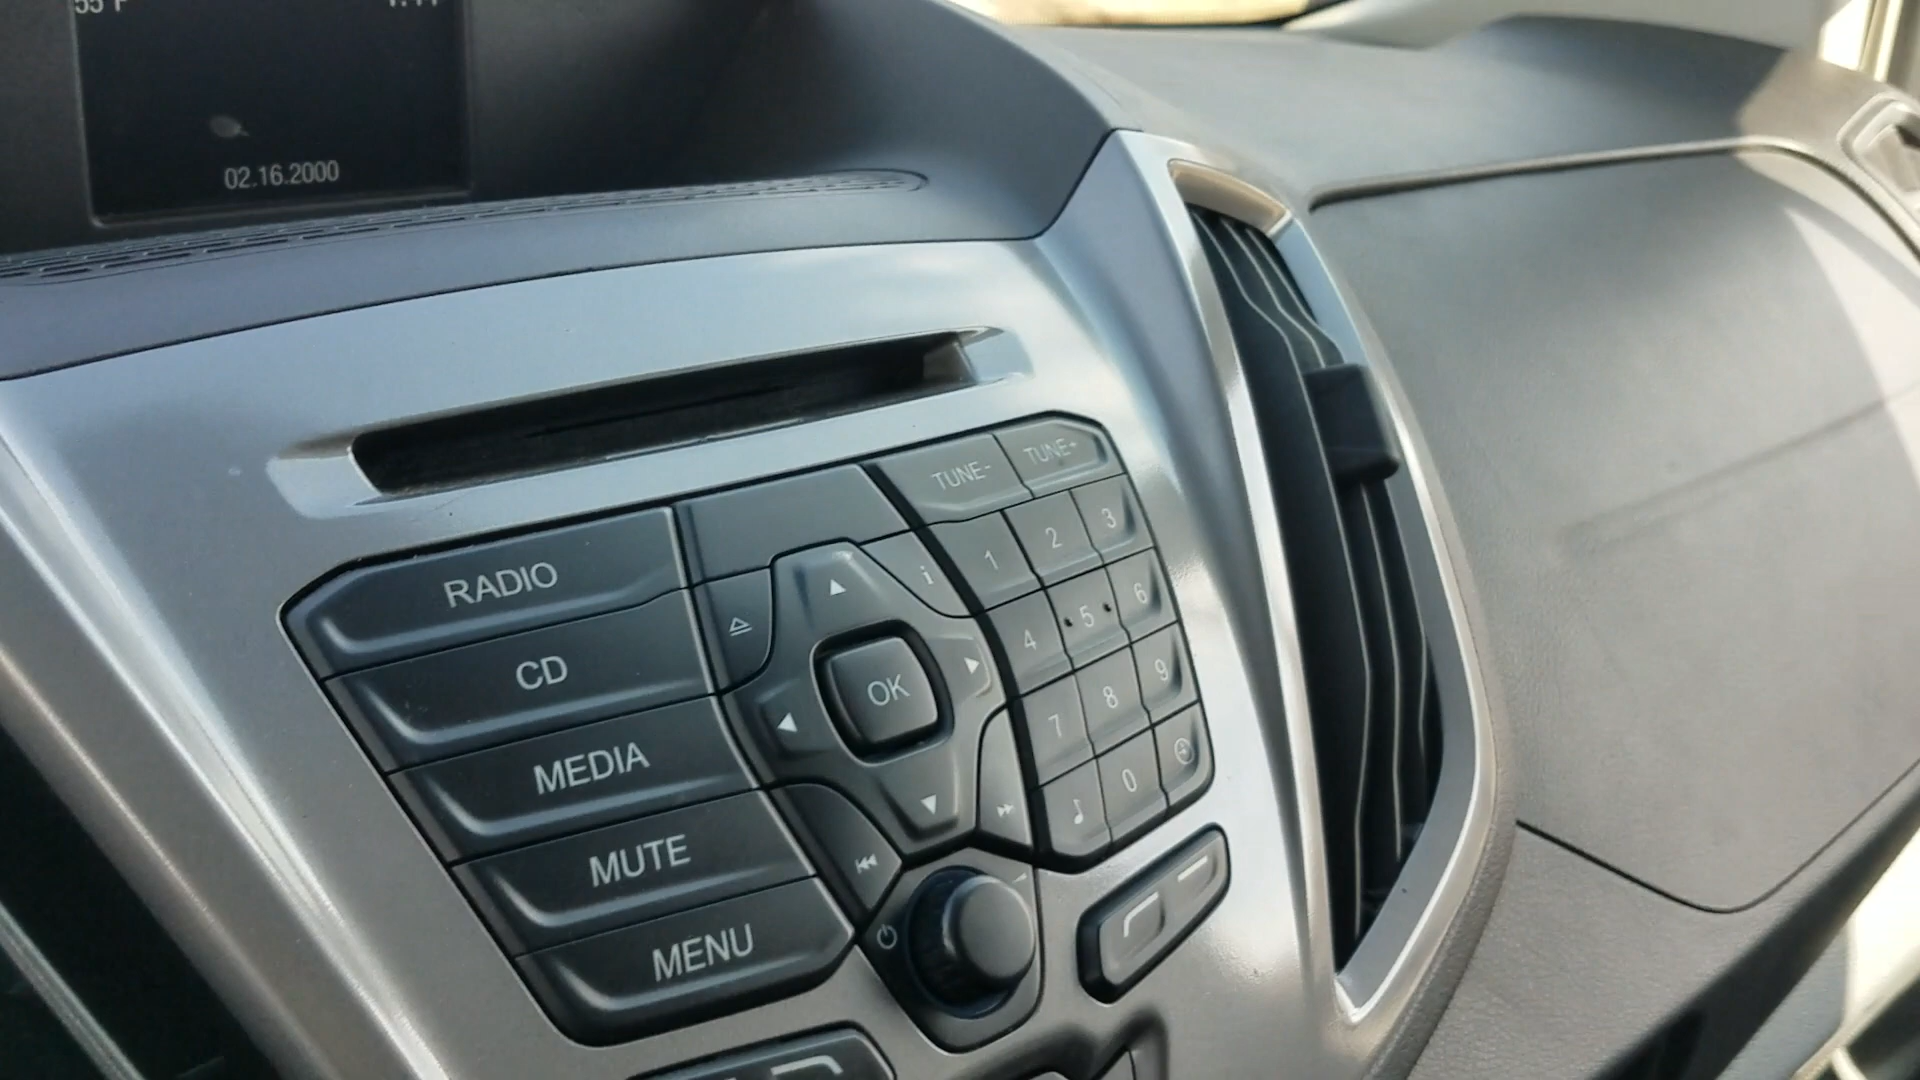 02.16.2000
TUNE- TUNE+
RADIO
CD
MEDIA
MUTE
MENU
i
OK
1 2 3
4 5 6
7 8 9
0